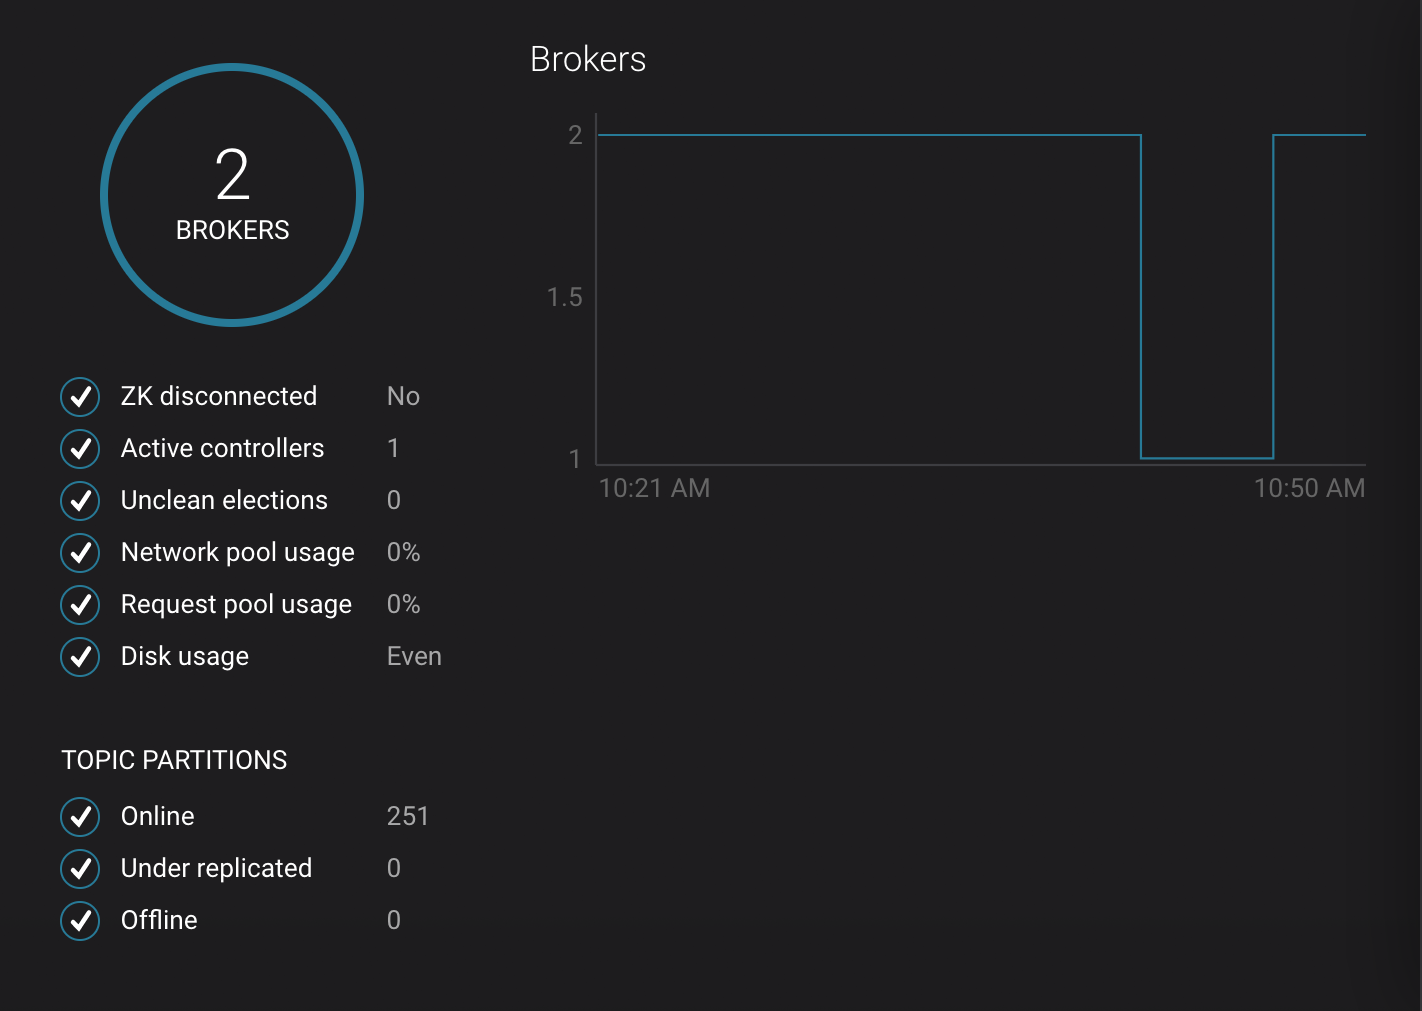 2
BROKERS
ZK disconnected No
Active controllers 1
Unclean elections 0
Network pool usage 0%
Request pool usage 0%
Disk usage Even
TOPIC PARTITIONS
Online 251
Under replicated 0
Offline 0
Brokers
2
1.5
1
10:21 AM 10:50 AM